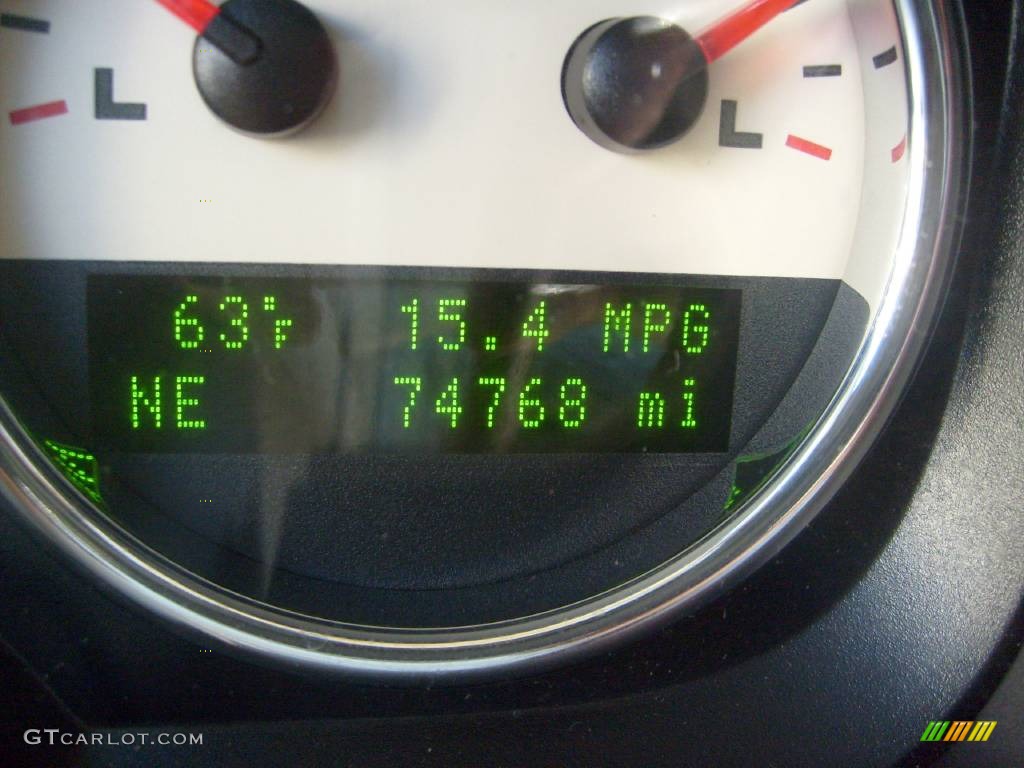 L L
63°F 15.4 MPG
NE 74768 mi
GTCARLOT.COM